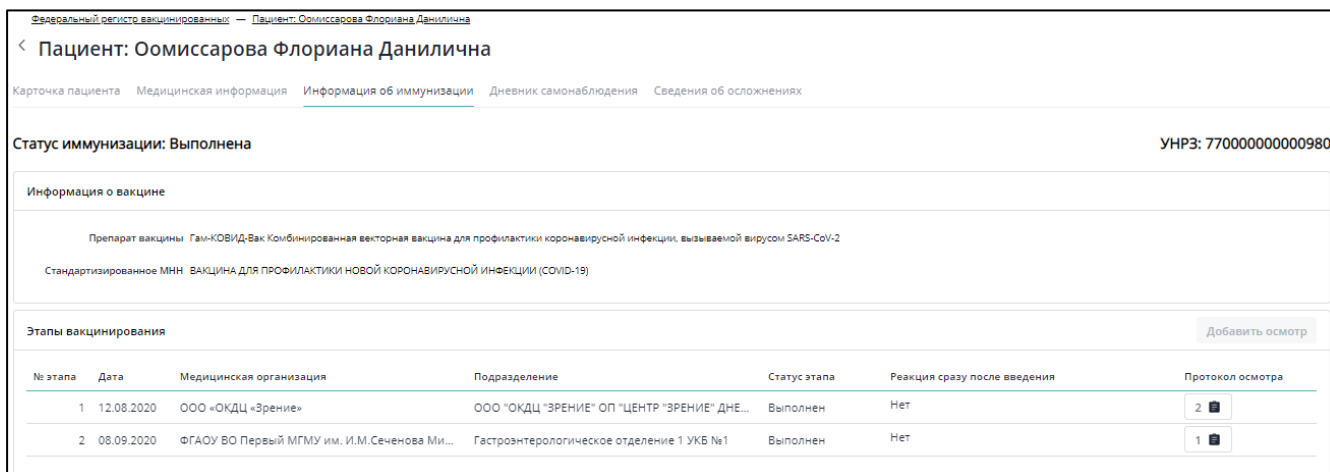 Федеральный регистр вакцинированных — Пациент: Оомиссарова Флориана Данилична
< Пациент: Оомиссарова Флориана Данилична
Карточка пациента Медицинская информация Информация об иммунизации Дневник самонаблюдения Сведения об осложнениях
Статус иммунизации: Выполнена УНРЗ: 770000000000980
Информация о вакцине
Препарат вакцины Гам-КОВИД-Вак Комбинированная векторная вакцина для профилактики коронавирусной инфекции, вызываемой вирусом SARS-CoV-2
Стандартизированное МНН ВАКЦИНА ДЛЯ ПРОФИЛАКТИКИ НОВОЙ КОРОНАВИРУСНОЙ ИНФЕКЦИИ (COVID-19)
Этапы вакцинирования Добавить осмотр
№ этапа Дата Медицинская организация Подразделение Статус этапа Реакция сразу после введения Протокол осмотра
1 12.08.2020 ООО «ОКДЦ «Зрение» ООО "ОКДЦ "ЗРЕНИЕ" ОП "ЦЕНТР "ЗРЕНИЕ" ДНЕ... Выполнен Нет 2
2 08.09.2020 ФГАОУ ВО Первый МГМУ им. И.М.Сеченова Ми... Гастроэнтерологическое отделение 1 УКБ №1 Выполнен Нет 1